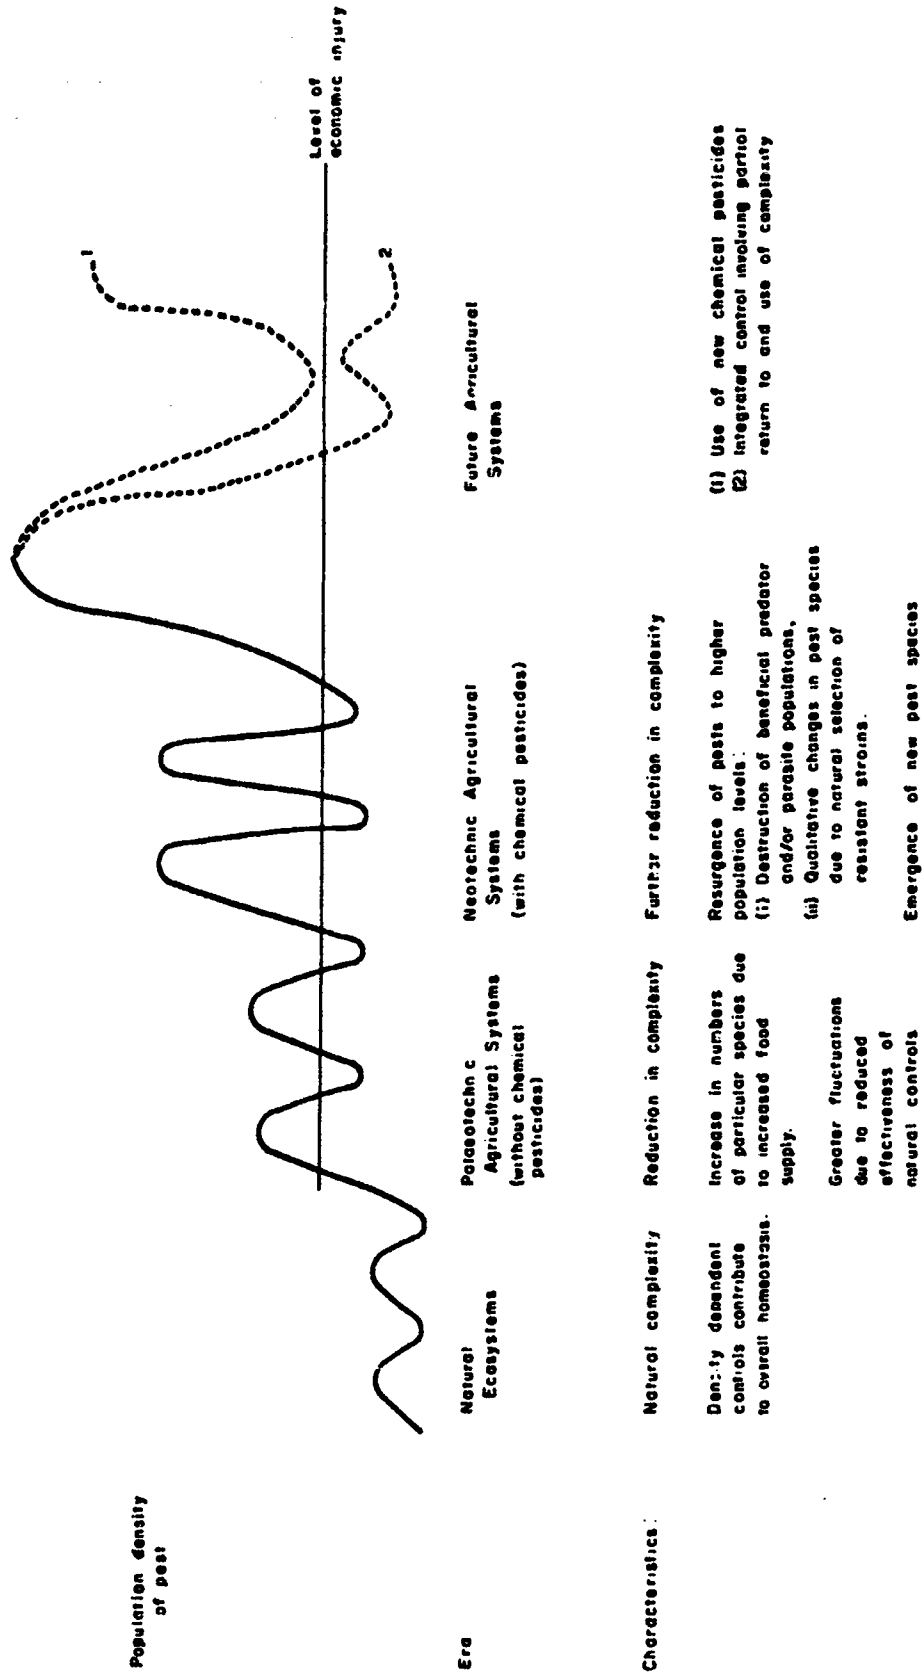 Population density
of pest
1
2
Level of
economic injury
Era
Natural
Ecosystems
Palaeotechnic
Agricultural Systems
(without chemical
pesticides)
Neotechnic Agricultural
Systems
(with chemical pesticides)
Future Agricultural
Systems
Characteristics:
Natural complexity
Density dependent
controls contribute
to overall homeostasis.
Reduction in complexity
Increase in numbers
of particular species due
to increased food
supply.
Greater fluctuations
due to reduced
effectiveness of
natural controls
Further reduction in complexity
Resurgence of pests to higher
population levels:
(i) Destruction of beneficial predator
and/or parasite populations,
(ii) Qualitative changes in pest species
due to natural selection of
resistant strains.
Emergence of new pest species
(1) Use of new chemical pesticides
(2) Integrated control involving partial
return to and use of complexity